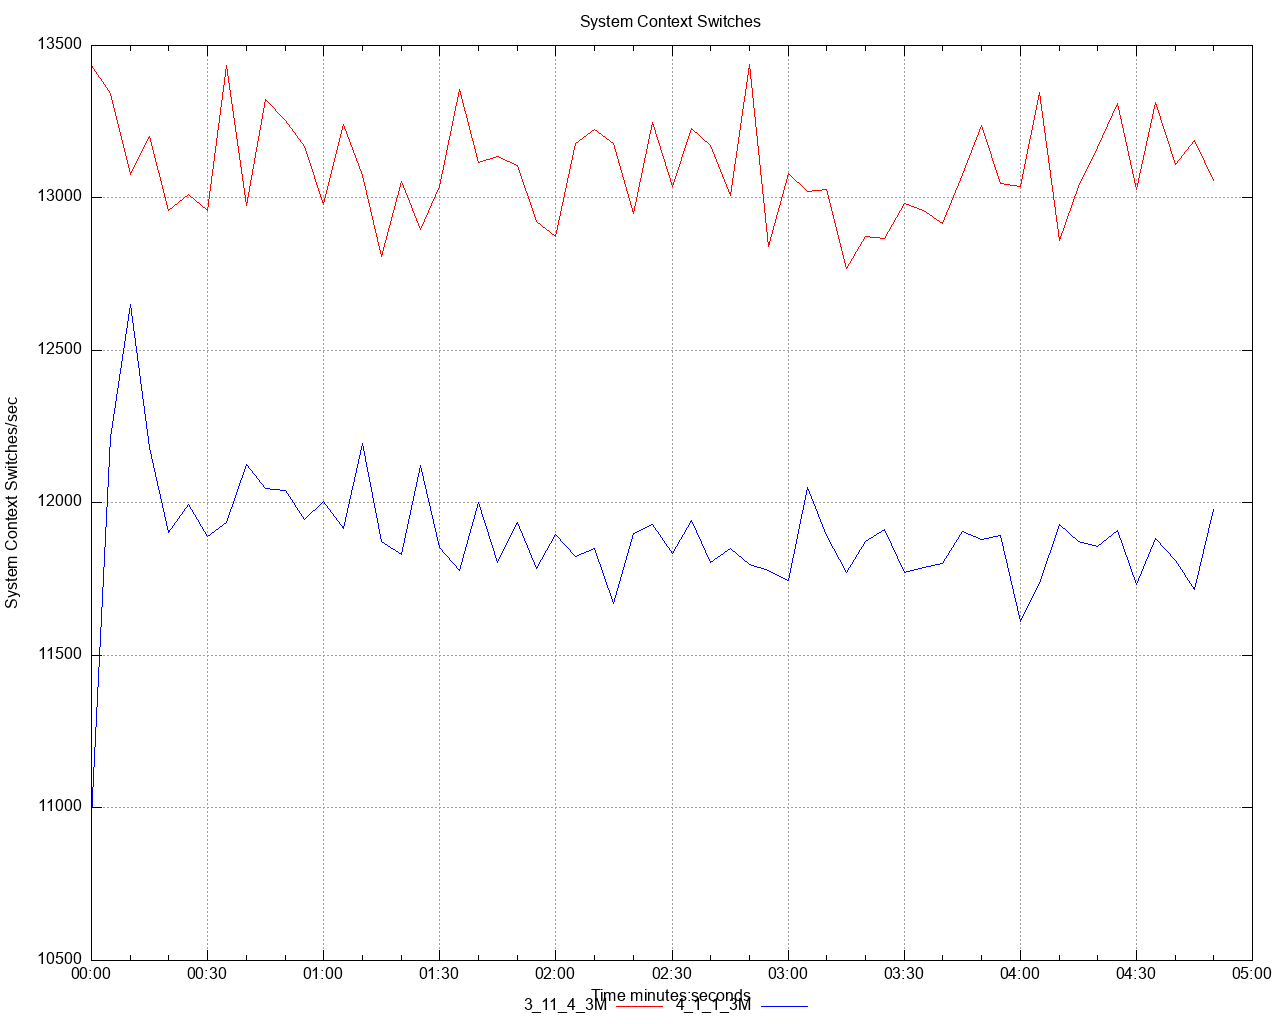 System Context Switches
13500
13000
12500
12000
11500
11000
10500
System Context Switches/sec
00:00 00:30 01:00 01:30 02:00 02:30 03:00 03:30 04:00 04:30 05:00
Time minutes:seconds
3_11_4_3M 4_1_1_3M